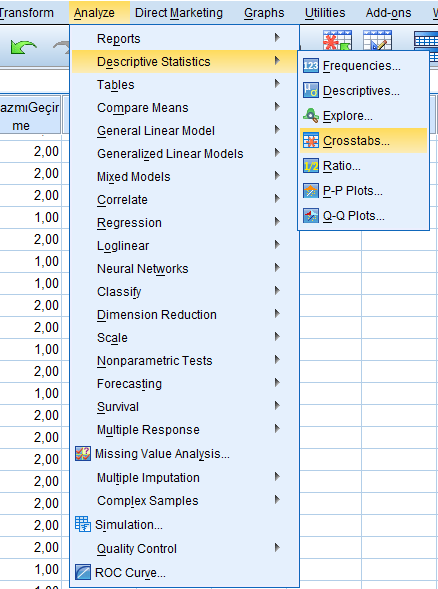 Transform Analyze Direct Marketing Graphs Utilities Add-ons
Reports
Descriptive Statistics
Tables
Compare Means
General Linear Model
Generalized Linear Models
Mixed Models
Correlate
Regression
Loglinear
Neural Networks
Classify
Dimension Reduction
Scale
Nonparametric Tests
Forecasting
Survival
Multiple Response
Missing Value Analysis...
Multiple Imputation
Complex Samples
Simulation...
Quality Control
ROC Curve...
Frequencies...
Descriptives...
Explore...
Crosstabs...
Ratio...
P-P Plots...
Q-Q Plots...
azmıGeçir
me
2,00
2,00
2,00
1,00
2,00
1,00
1,00
2,00
2,00
1,00
2,00
1,00
2,00
2,00
2,00
2,00
2,00
2,00
2,00
1,00